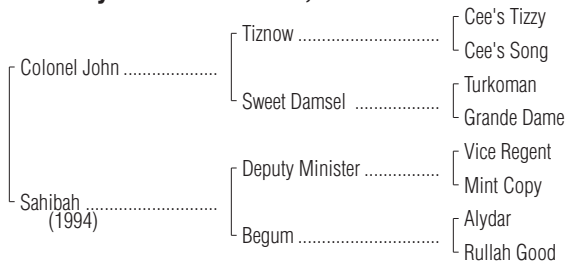 Cee's Tizzy
Tiznow ..............................
Cee's Song
Colonel John ....................
Turkoman
Sweet Damsel ..................
Grande Dame
Vice Regent
Deputy Minister ................
Mint Copy
Sahibah ............................
(1994)
Alydar
Begum ..............................
Rullah Good